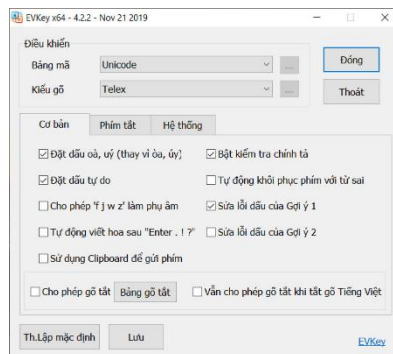 EVKey x64 - 4.2.2 - Nov 21 2019
Điều khiển
Bảng mã Unicode ... Đóng
Kiểu gõ Telex ... Thoát
Cơ bản Phím tắt Hệ thống
Đặt dấu oà, uý (thay vì òa, úy) Bật kiểm tra chính tả
Đặt dấu tự do Tự động khôi phục phím với từ sai
Cho phép 'f j w z' làm phụ âm Sửa lỗi dấu của Gợi ý 1
Tự động viết hoa sau "Enter . ! ?" Sửa lỗi dấu của Gợi ý 2
Sử dụng Clipboard để gửi phím
Cho phép gõ tắt Bảng gõ tắt Vẫn cho phép gõ tắt khi tắt gõ Tiếng Việt
Th.Lập mặc định Lưu EVKey